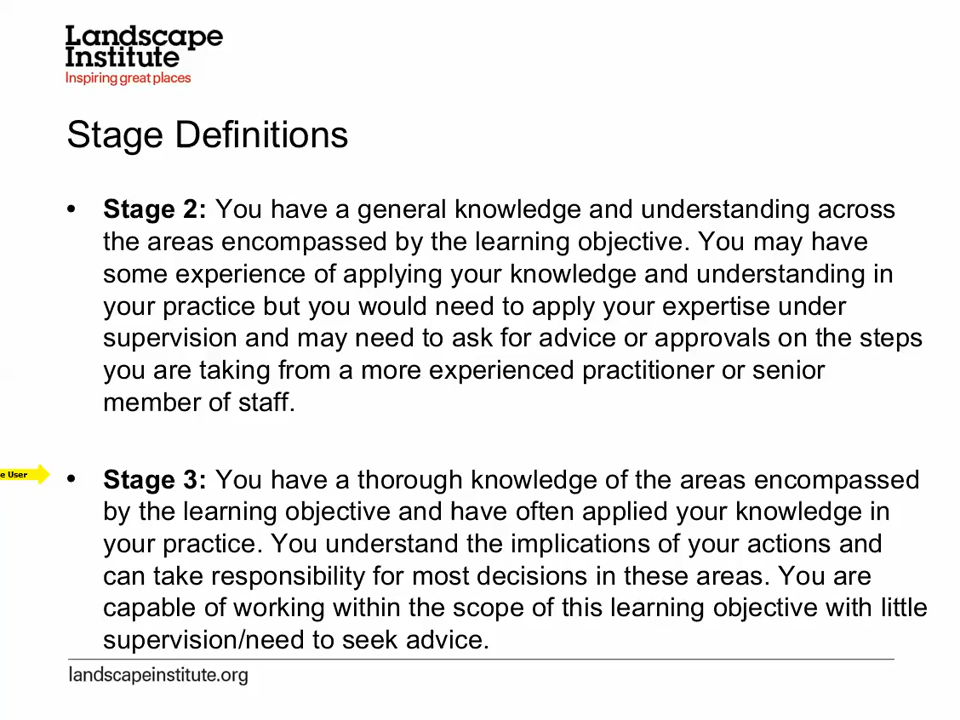 Landscape
Institute
Inspiring great places
Stage Definitions
• Stage 2: You have a general knowledge and understanding across
the areas encompassed by the learning objective. You may have
some experience of applying your knowledge and understanding in
your practice but you would need to apply your expertise under
supervision and may need to ask for advice or approvals on the steps
you are taking from a more experienced practitioner or senior
member of staff.
e User
• Stage 3: You have a thorough knowledge of the areas encompassed
by the learning objective and have often applied your knowledge in
your practice. You understand the implications of your actions and
can take responsibility for most decisions in these areas. You are
capable of working within the scope of this learning objective with little
supervision/need to seek advice.
landscapeinstitute.org